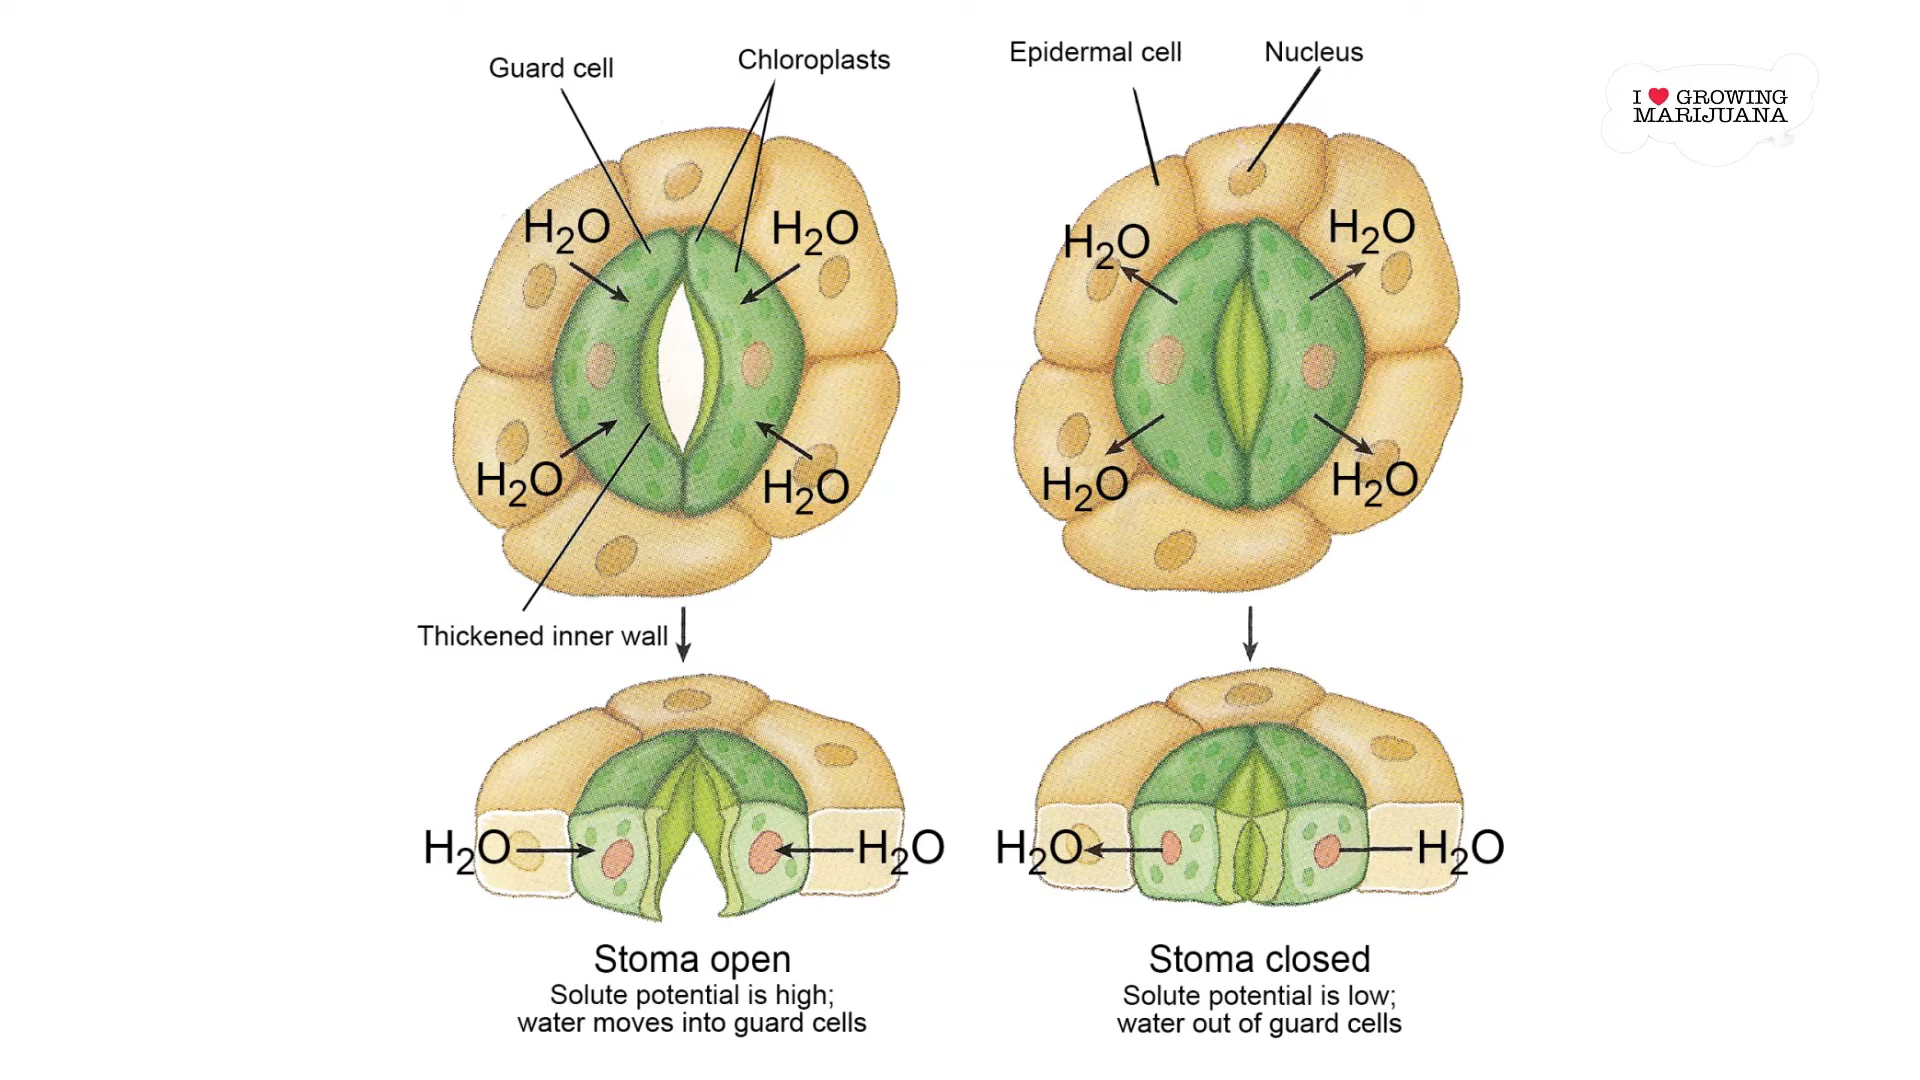 Guard cell
Chloroplasts
Epidermal cell
Nucleus
I ❤ GROWING
MARIJUANA
H2O
H2O
H2O
H2O
H2O
H2O
H2O
H2O
Thickened inner wall
H2O
H2O
H2O
H2O
Stoma open
Solute potential is high;
water moves into guard cells
Stoma closed
Solute potential is low;
water out of guard cells